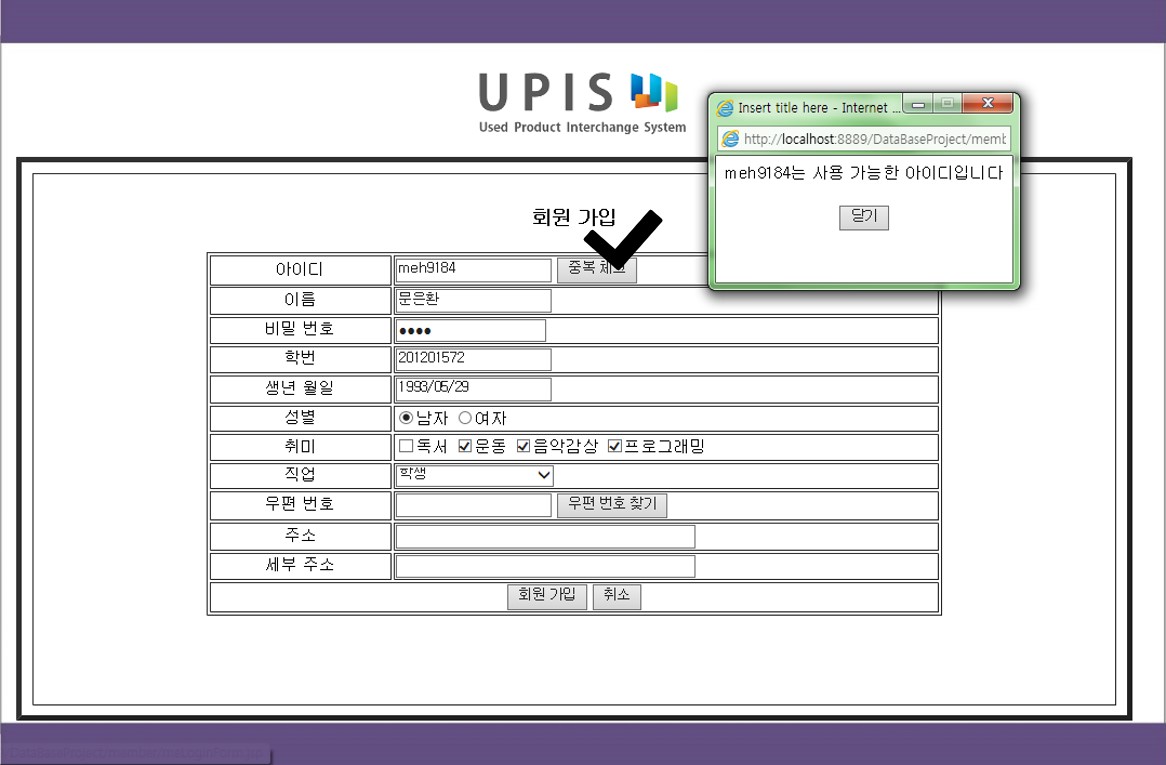 UPIS
Used Product Interchange System
Insert title here - Internet ...
http://localhost:8889/DataBaseProject/memb
meh9184는 사용 가능한 아이디입니다
닫기
회원 가입
아이디 meh9184 중복 체크
이름 문은환
비밀 번호 ●●●●
학번 201201572
생년 월일 1993/05/29
성별 남자 여자
취미 독서 운동 음악감상 프로그래밍
직업 학생
우편 번호 우편 번호 찾기
주소
세부 주소
회원 가입 취소